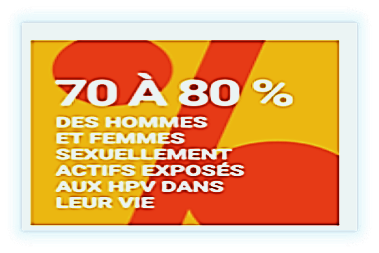 70 À 80 %
DES HOMMES
ET FEMMES
SEXUELLEMENT
ACTIFS EXPOSÉS
AUX HPV DANS
LEUR VIE